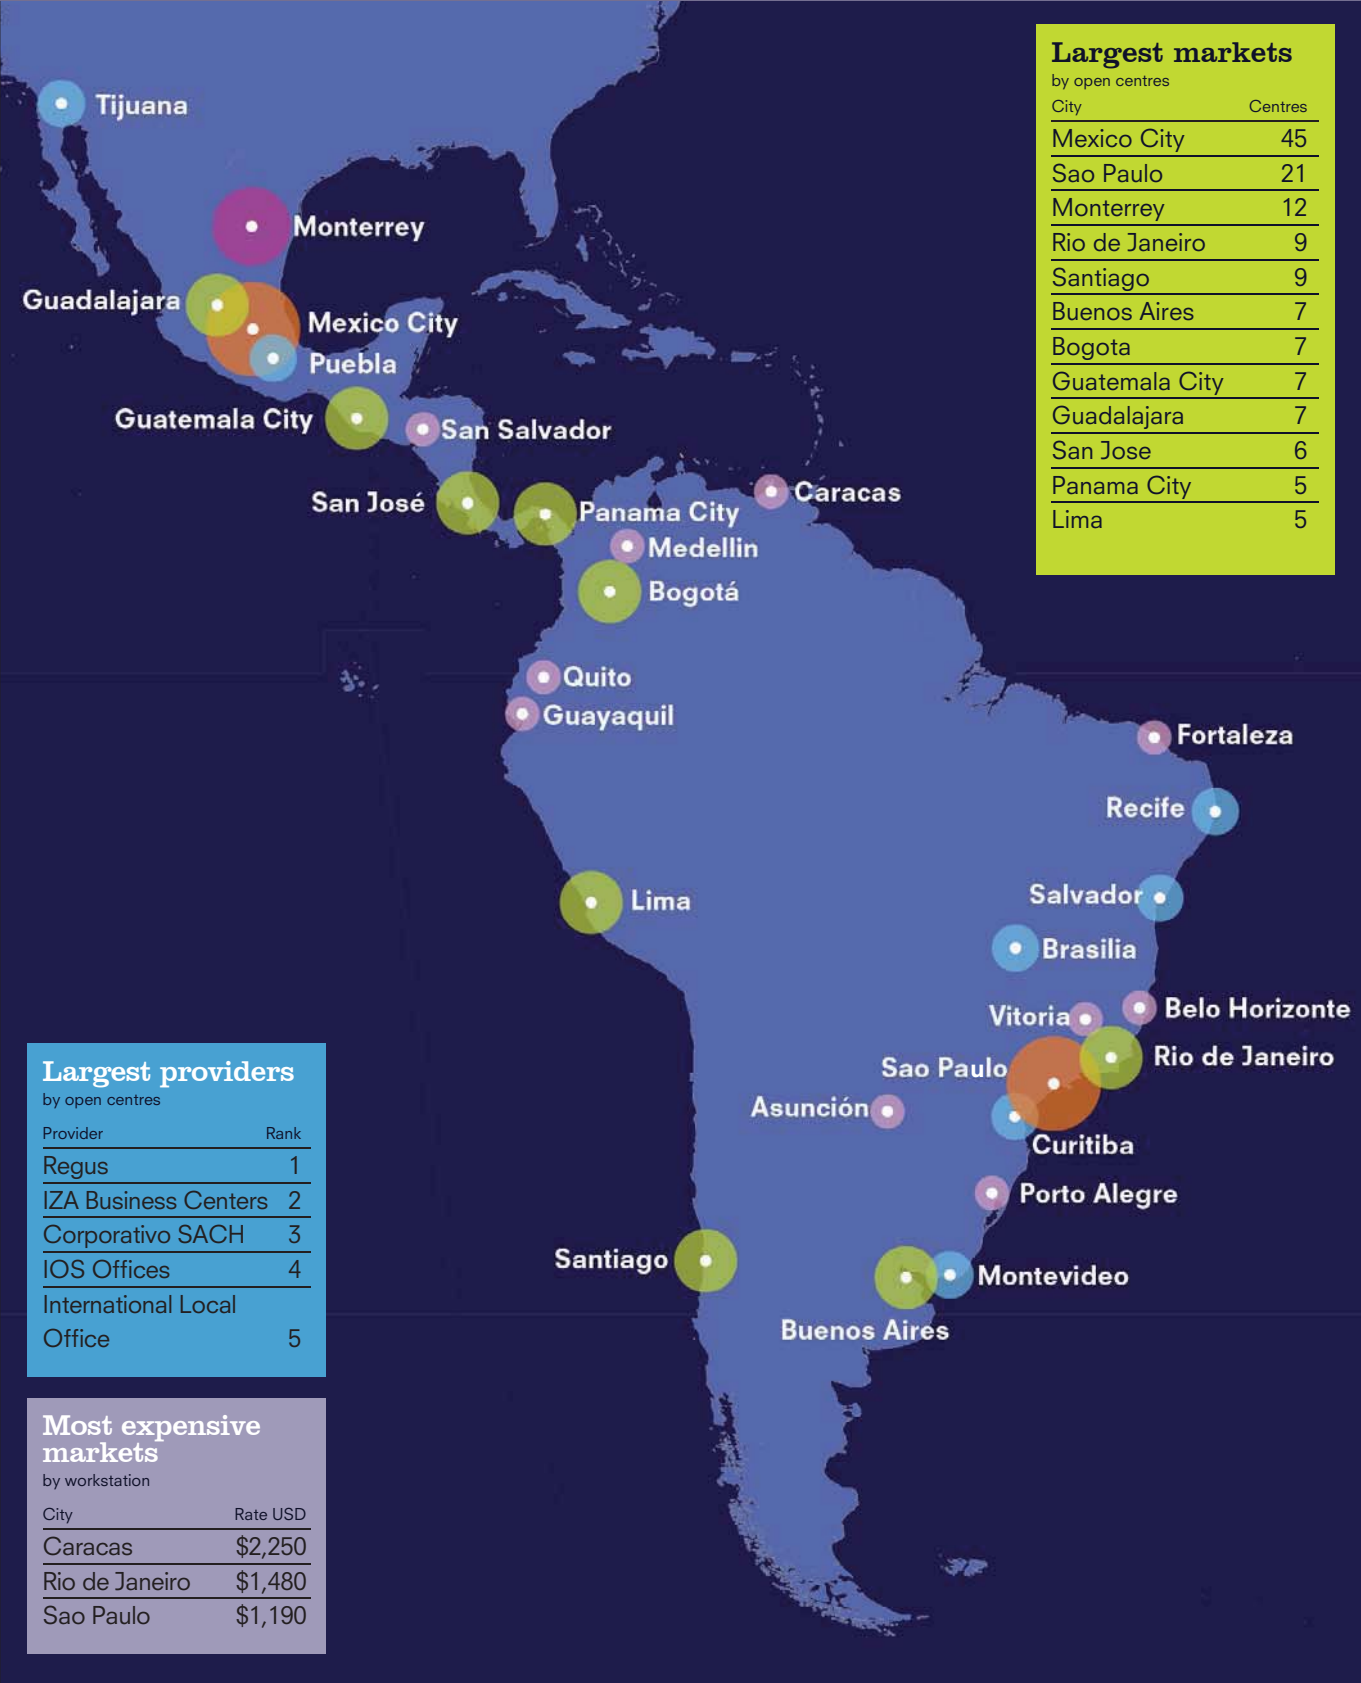 Largest markets
by open centres
City Centres
Mexico City 45
Sao Paulo 21
Monterrey 12
Rio de Janeiro 9
Santiago 9
Buenos Aires 7
Bogota 7
Guatemala City 7
Guadalajara 7
San Jose 6
Panama City 5
Lima 5
Tijuana
Monterrey
Guadalajara
Mexico City
Puebla
Guatemala City
San Salvador
San José
Panama City
Caracas
Medellin
Bogotá
Quito
Guayaquil
Fortaleza
Recife
Lima
Salvador
Brasilia
Vitoria
Belo Horizonte
Rio de Janeiro
Sao Paulo
Asunción
Curitiba
Porto Alegre
Santiago
Montevideo
Buenos Aires
Largest providers
by open centres
Provider Rank
Regus 1
IZA Business Centers 2
Corporativo SACH 3
IOS Offices 4
International Local
Office 5
Most expensive
markets
by workstation
City Rate USD
Caracas $2,250
Rio de Janeiro $1,480
Sao Paulo $1,190